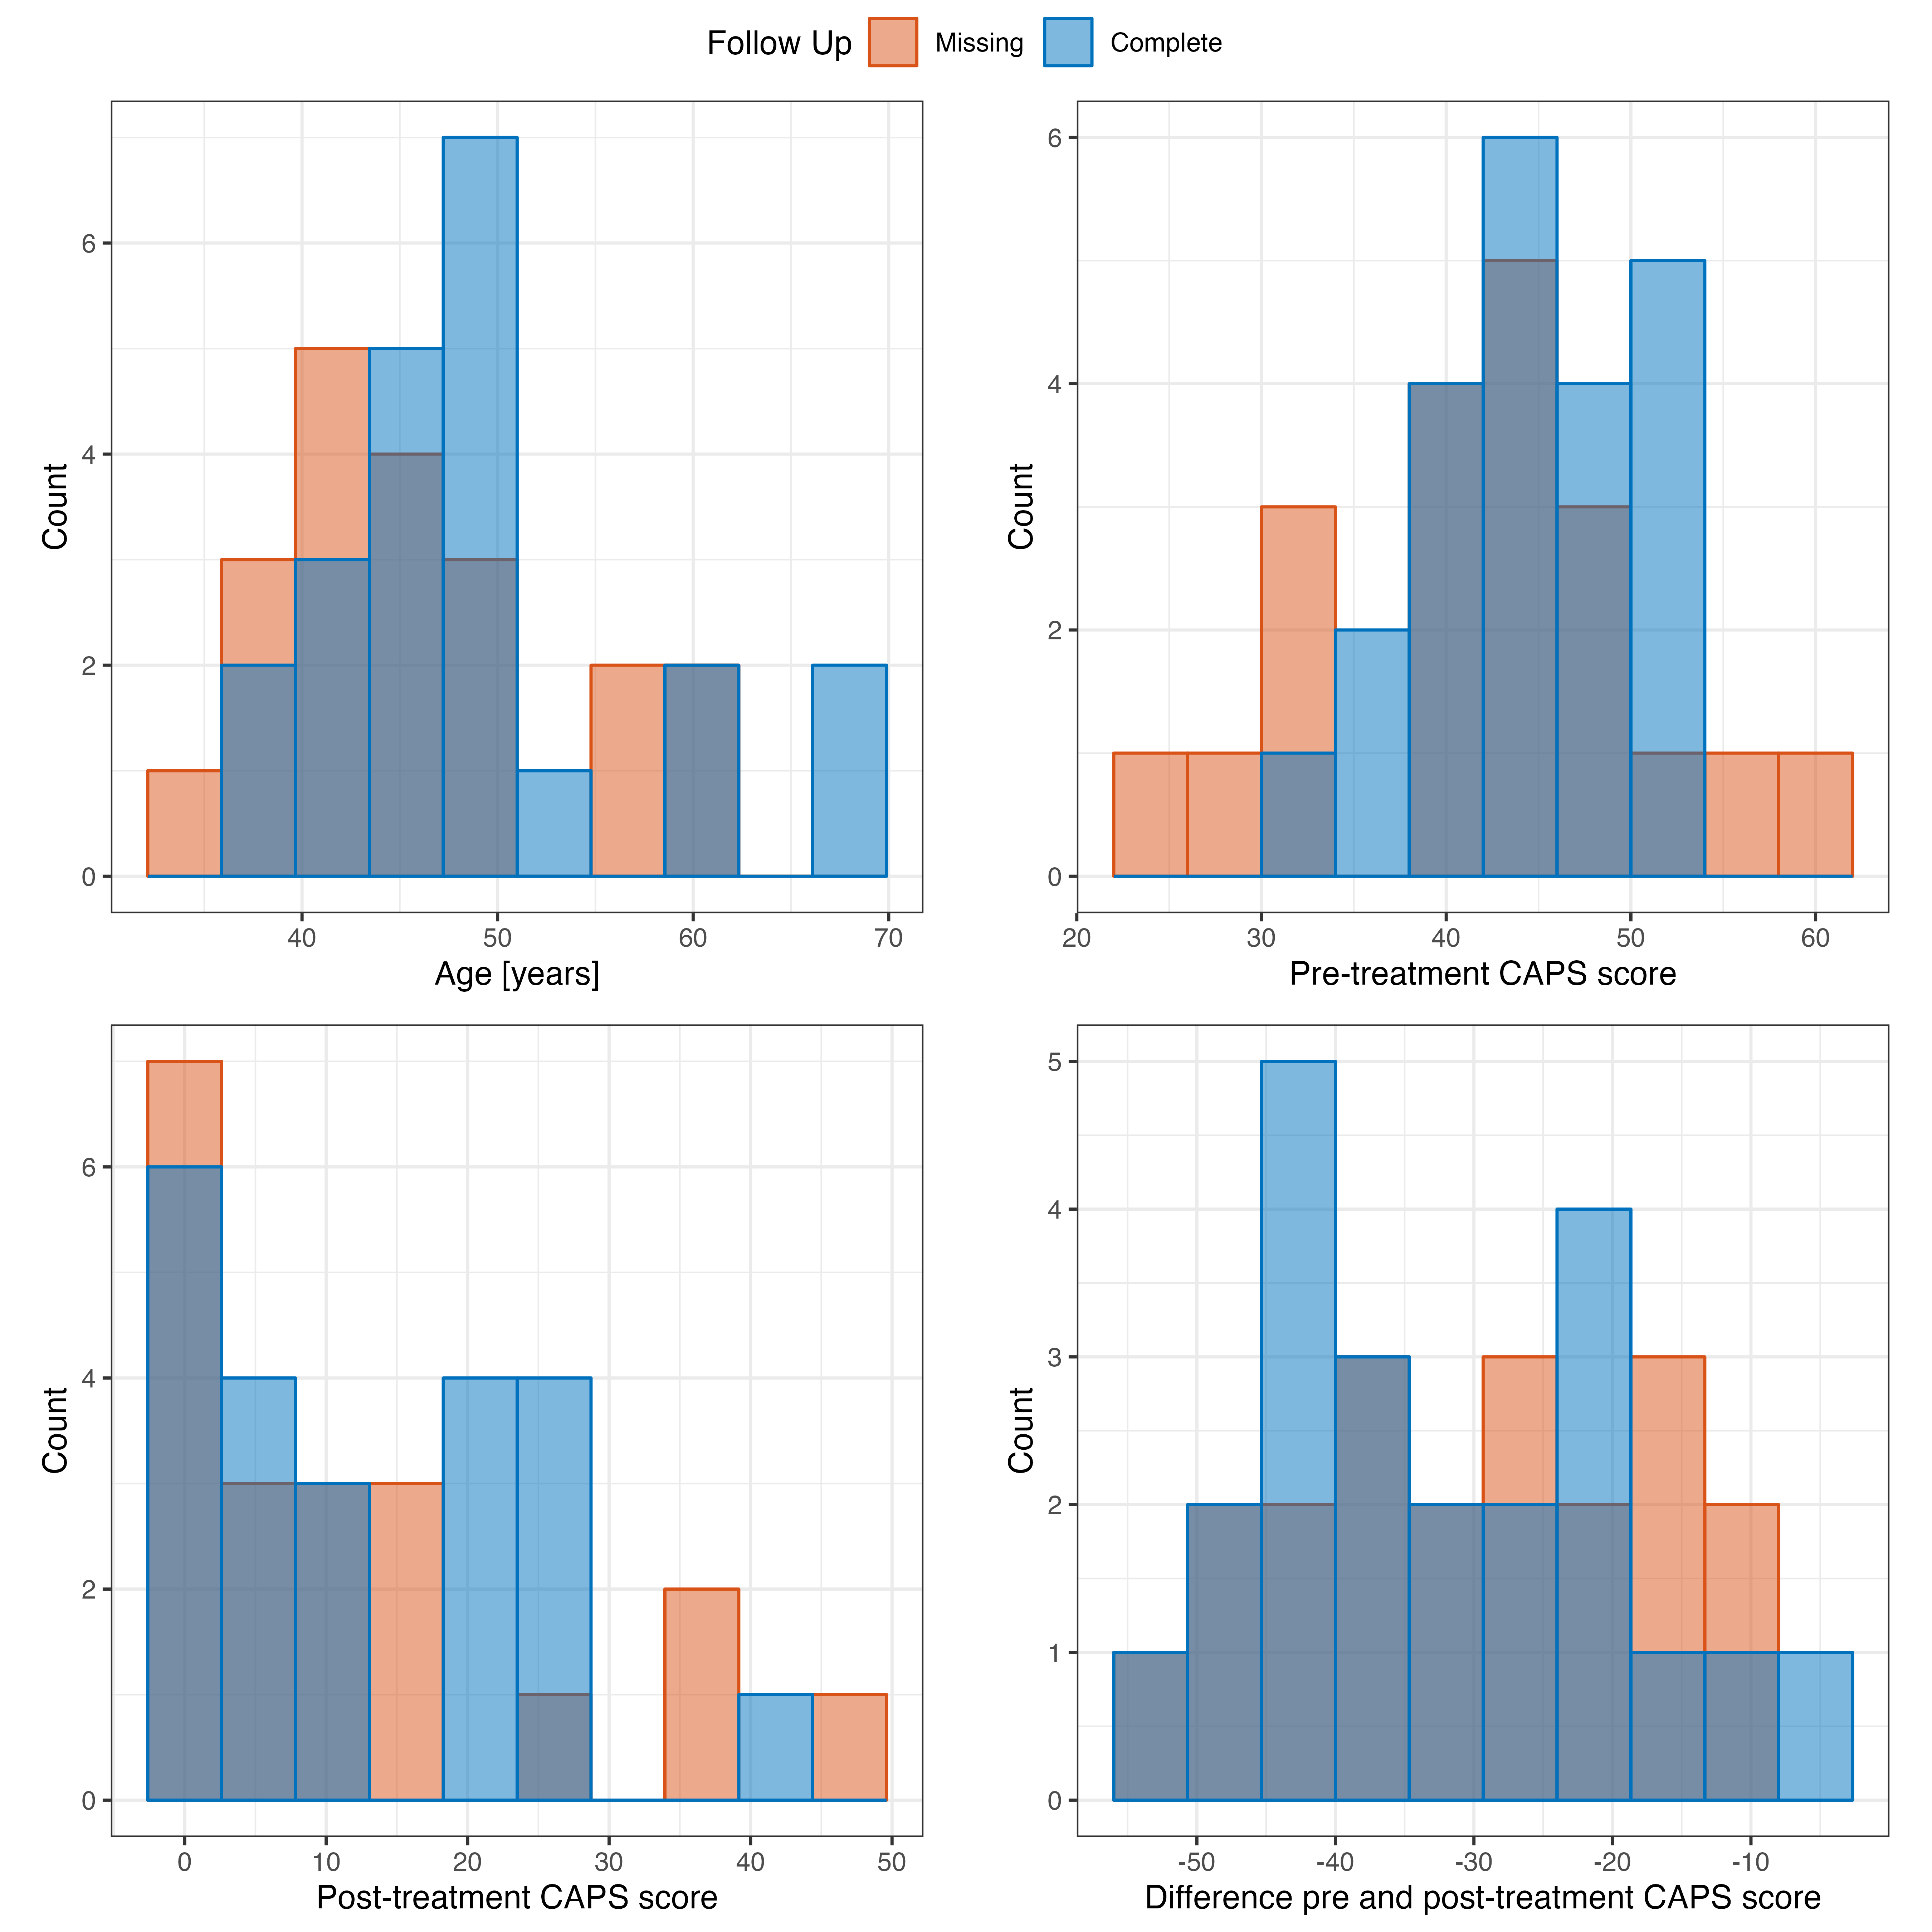 Follow Up Missing Complete
Count
6
4
2
0
40 50 60 70
Age [years]
Count
6
4
2
0
20 30 40 50 60
Pre-treatment CAPS score
Count
6
4
2
0
0 10 20 30 40 50
Post-treatment CAPS score
Count
5
4
3
2
1
0
-50 -40 -30 -20 -10
Difference pre and post-treatment CAPS score